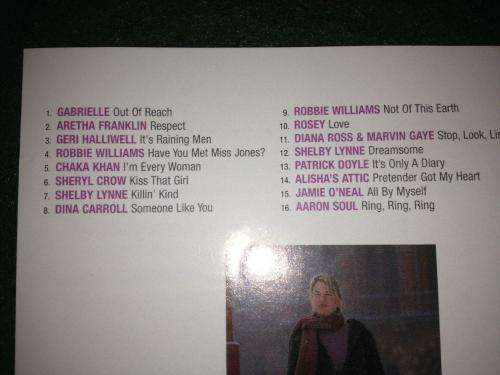 1. GABRIELLE Out Of Reach
2. ARETHA FRANKLIN Respect
3. GERI HALLIWELL It's Raining Men
4. ROBBIE WILLIAMS Have You Met Miss Jones?
5. CHAKA KHAN I'm Every Woman
6. SHERYL CROW Kiss That Girl
7. SHELBY LYNNE Killin' Kind
8. DINA CARROLL Someone Like You
9. ROBBIE WILLIAMS Not Of This Earth
10. ROSEY Love
11. DIANA ROSS & MARVIN GAYE Stop, Look,
12. SHELBY LYNNE Dreamsome
13. PATRICK DOYLE It's Only A Diary
14. ALISHA'S ATTIC Pretender Got My Heart
15. JAMIE O'NEAL All By Myself
16. AARON SOUL Ring, Ring, Ring